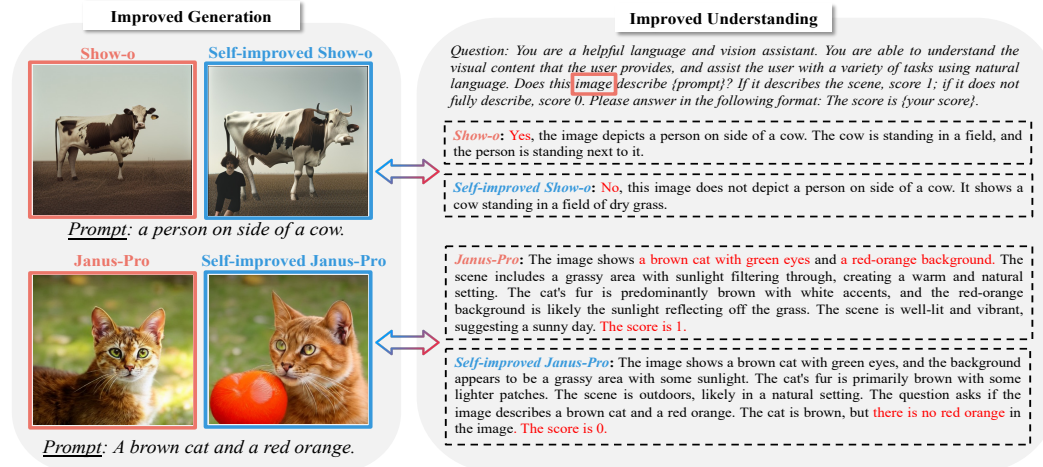 Improved Generation
Show-o
Self-improved Show-o
Prompt: a person on side of a cow.
Janus-Pro
Self-improved Janus-Pro
Prompt: A brown cat and a red orange.
Improved Understanding
Question: You are a helpful language and vision assistant. You are able to understand the
visual content that the user provides, and assist the user with a variety of tasks using natural
language. Does this image describe {prompt}? If it describes the scene, score 1; if it does not
fully describe, score 0. Please answer in the following format: The score is {your score}.
Show-o: Yes, the image depicts a person on side of a cow. The cow is standing in a field, and
the person is standing next to it.
Self-improved Show-o: No, this image does not depict a person on side of a cow. It shows a
cow standing in a field of dry grass.
Janus-Pro: The image shows a brown cat with green eyes and a red-orange background. The
scene includes a grassy area with sunlight filtering through, creating a warm and natural
setting. The cat's fur is predominantly brown with white accents, and the red-orange
background is likely the sunlight reflecting off the grass. The scene is well-lit and vibrant,
suggesting a sunny day. The score is 1.
Self-improved Janus-Pro: The image shows a brown cat with green eyes, and the background
appears to be a grassy area with some sunlight. The cat's fur is primarily brown with some
lighter patches. The scene is outdoors, likely in a natural setting. The question asks if the
image describes a brown cat and a red orange. The cat is brown, but there is no red orange in
the image. The score is 0.